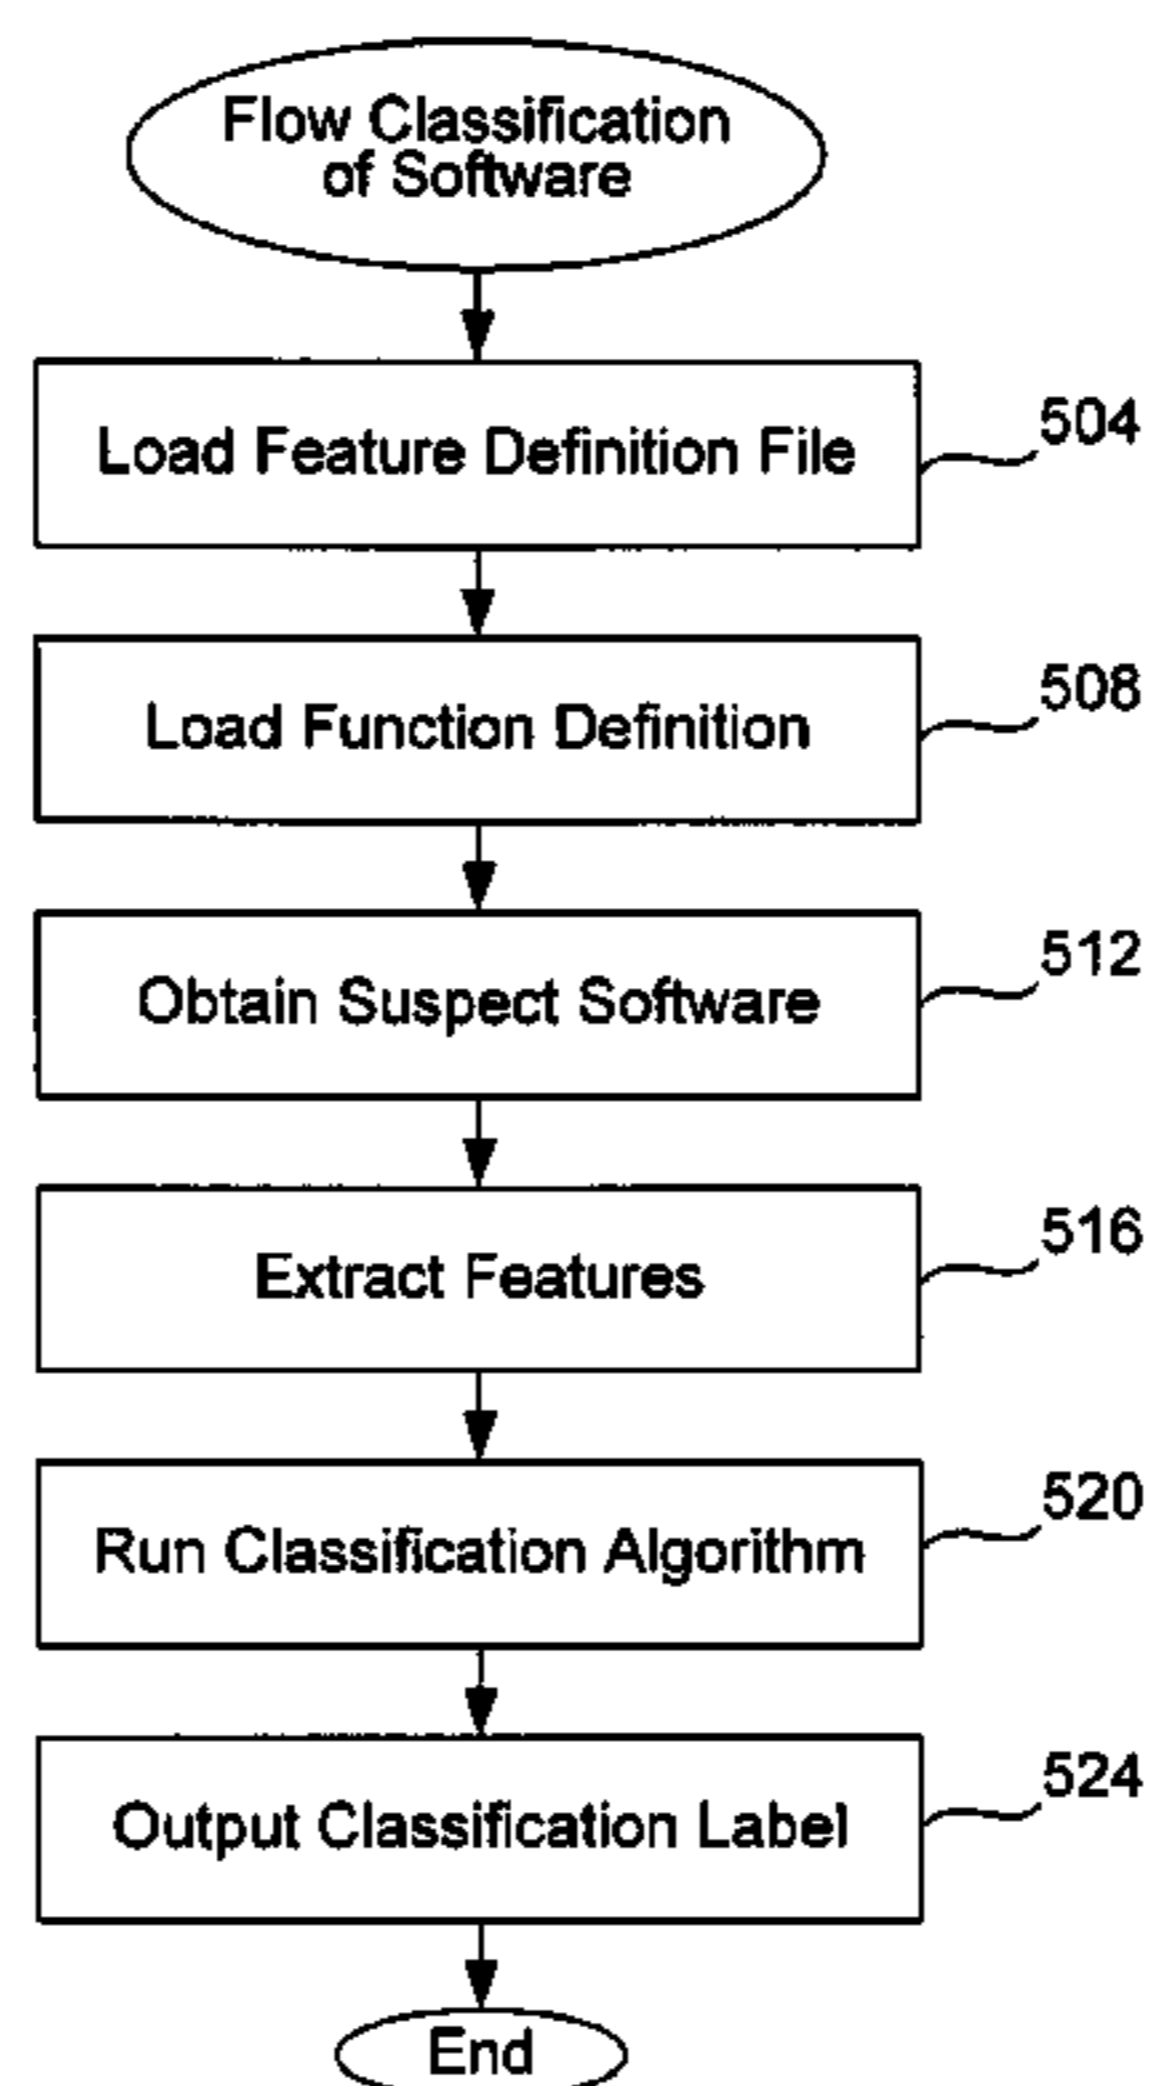 Flow Classification
of Software
Load Feature Definition File
504
Load Function Definition
508
Obtain Suspect Software
512
Extract Features
516
Run Classification Algorithm
520
Output Classification Label
524
End